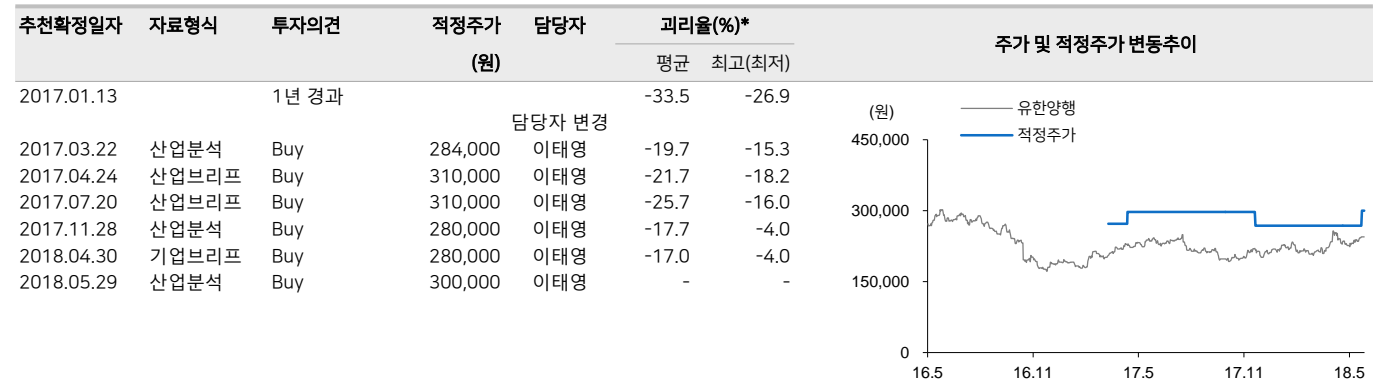 추천확정일자 자료형식 투자의견 적정주가 담당자 괴리율(%)* 주가 및 적정주가 변동추이
(원) 평균 최고(최저)
2017.01.13 1년 경과 -33.5 -26.9
담당자 변경
2017.03.22 산업분석 Buy 284,000 이태영 -19.7 -15.3
2017.04.24 산업브리프 Buy 310,000 이태영 -21.7 -18.2
2017.07.20 산업브리프 Buy 310,000 이태영 -25.7 -16.0
2017.11.28 산업분석 Buy 280,000 이태영 -17.7 -4.0
2018.04.30 기업브리프 Buy 280,000 이태영 -17.0 -4.0
2018.05.29 산업분석 Buy 300,000 이태영 - -
(원) 유한양행
적정주가
450,000
300,000
150,000
0
16.5 16.11 17.5 17.11 18.5